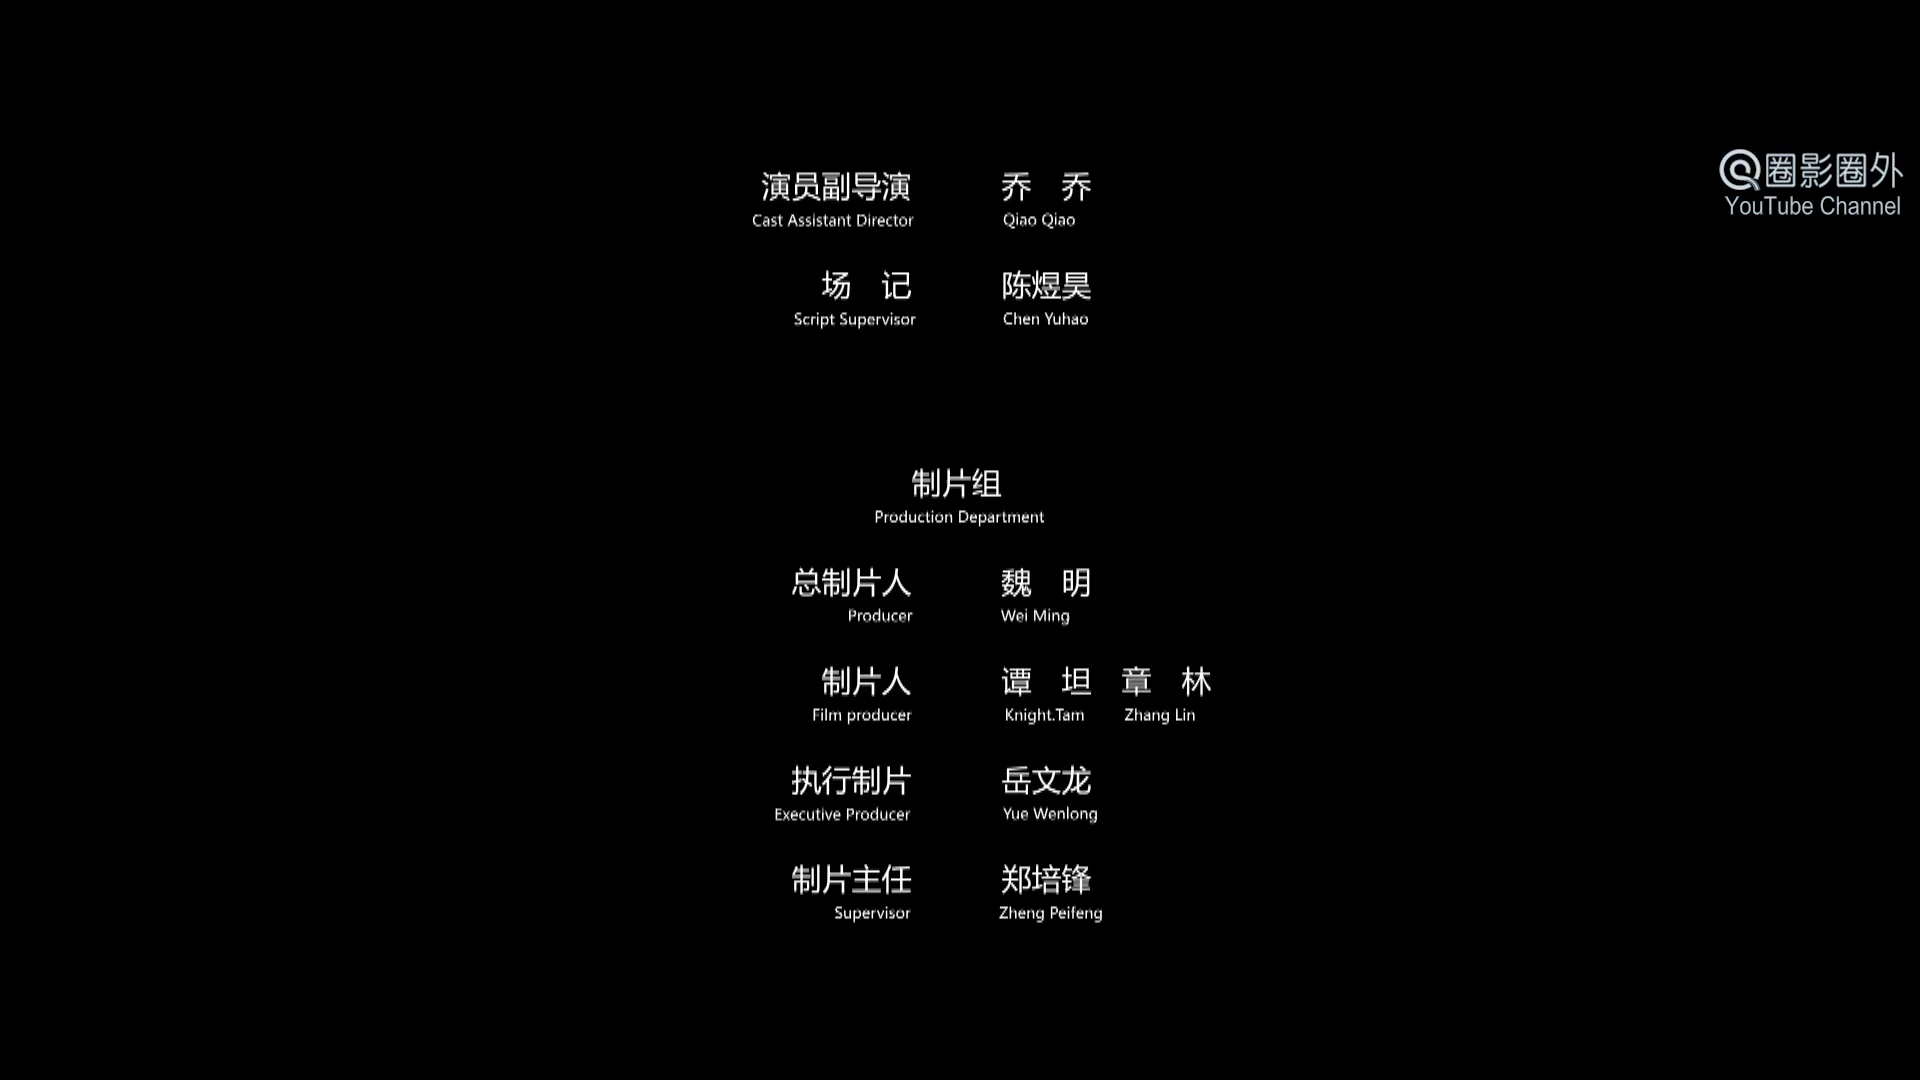 演员副导演 乔 乔
Cast Assistant Director Qiao Qiao
场 记 陈煜昊
Script Supervisor Chen Yuhao
制片组
Production Department
总制片人 魏 明
Producer Wei Ming
制片人 谭 坦 章 林
Film producer Knight.Tam Zhang Lin
执行制片 岳文龙
Executive Producer Yue Wenlong
制片主任 郑培锋
Supervisor Zheng Peifeng
圈影圈外
YouTube Channel